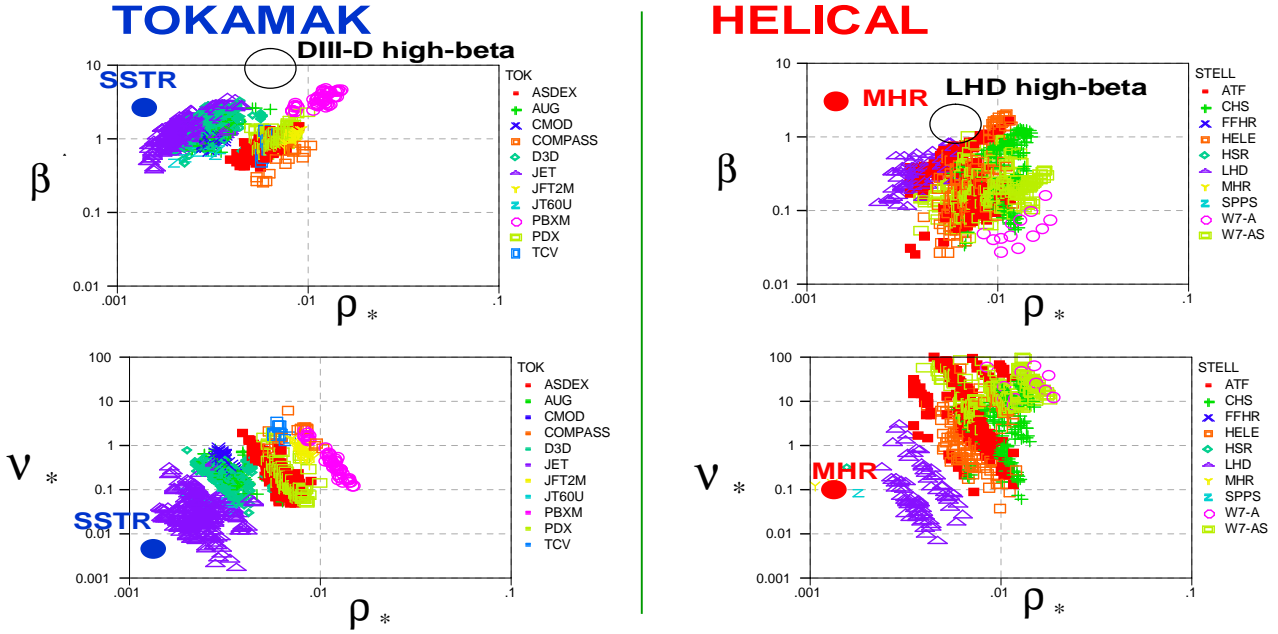 TOKAMAK
HELICAL
DIII-D high-beta
SSTR
10
1
0.1
0.01
.001
.01
.1
β
ρ *
TOK
ASDEX
AUG
CMOD
COMPASS
D3D
JET
JFT2M
JT60U
PBXM
PDX
TCV
LHD high-beta
MHR
10
1
0.1
0.01
.001
.01
.1
β
ρ *
STELL
ATF
CHS
FFHR
HELE
HSR
LHD
MHR
SPPS
W7-A
W7-AS
100
10
1
0.1
0.01
0.001
.001
.01
.1
ν *
SSTR
ρ *
TOK
ASDEX
AUG
CMOD
COMPASS
D3D
JET
JFT2M
JT60U
PBXM
PDX
TCV
100
10
1
0.1
0.01
0.001
.001
.01
.1
ν *
MHR
ρ *
STELL
ATF
CHS
FFHR
HELE
HSR
LHD
MHR
SPPS
W7-A
W7-AS